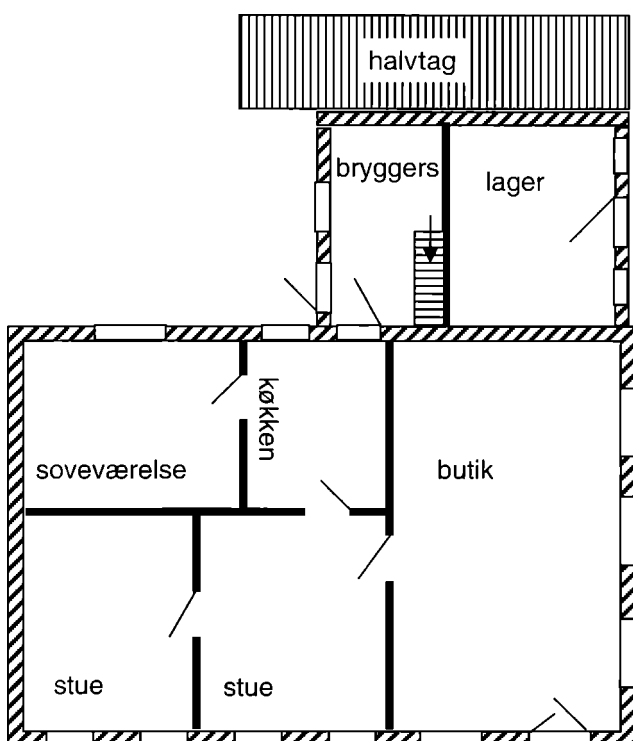 halvtag
bryggers
lager
køkken
soveværelse
butik
stue
stue